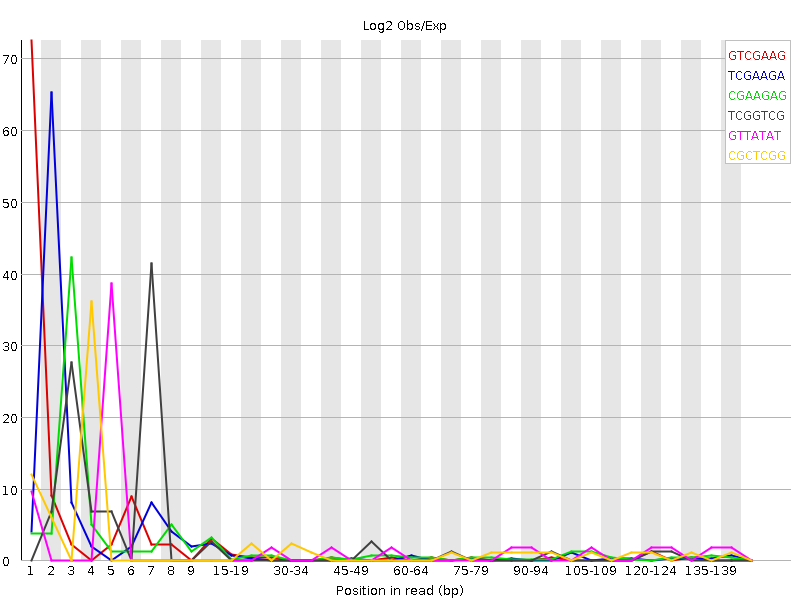 Log2 Obs/Exp
GTCGAAG
TCGAAGA
CGAAGAG
TCGGTCG
GTTATAT
CGCTCGG
70
60
50
40
30
20
10
0
1 2 3 4 5 6 7 8 9 15-19 30-34 45-49 60-64 75-79 90-94 105-109 120-124 135-139
Position in read (bp)